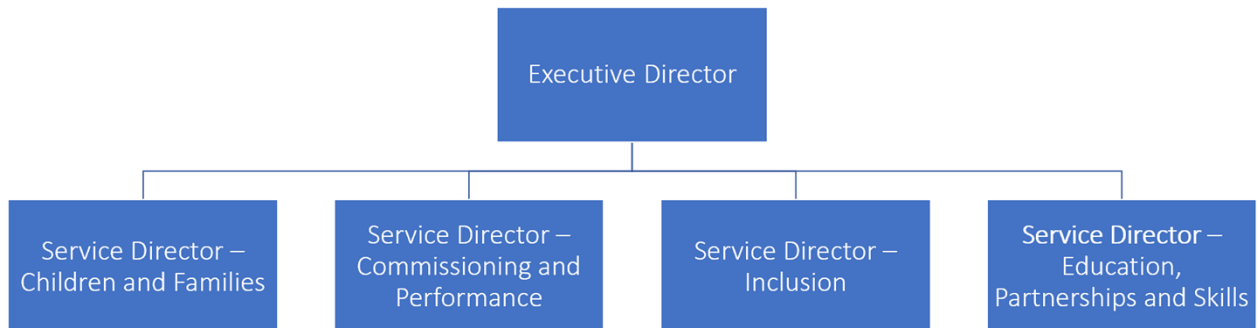 Executive Director
Service Director –
Children and Families
Service Director –
Commissioning and
Performance
Service Director –
Inclusion
Service Director –
Education,
Partnerships and Skills